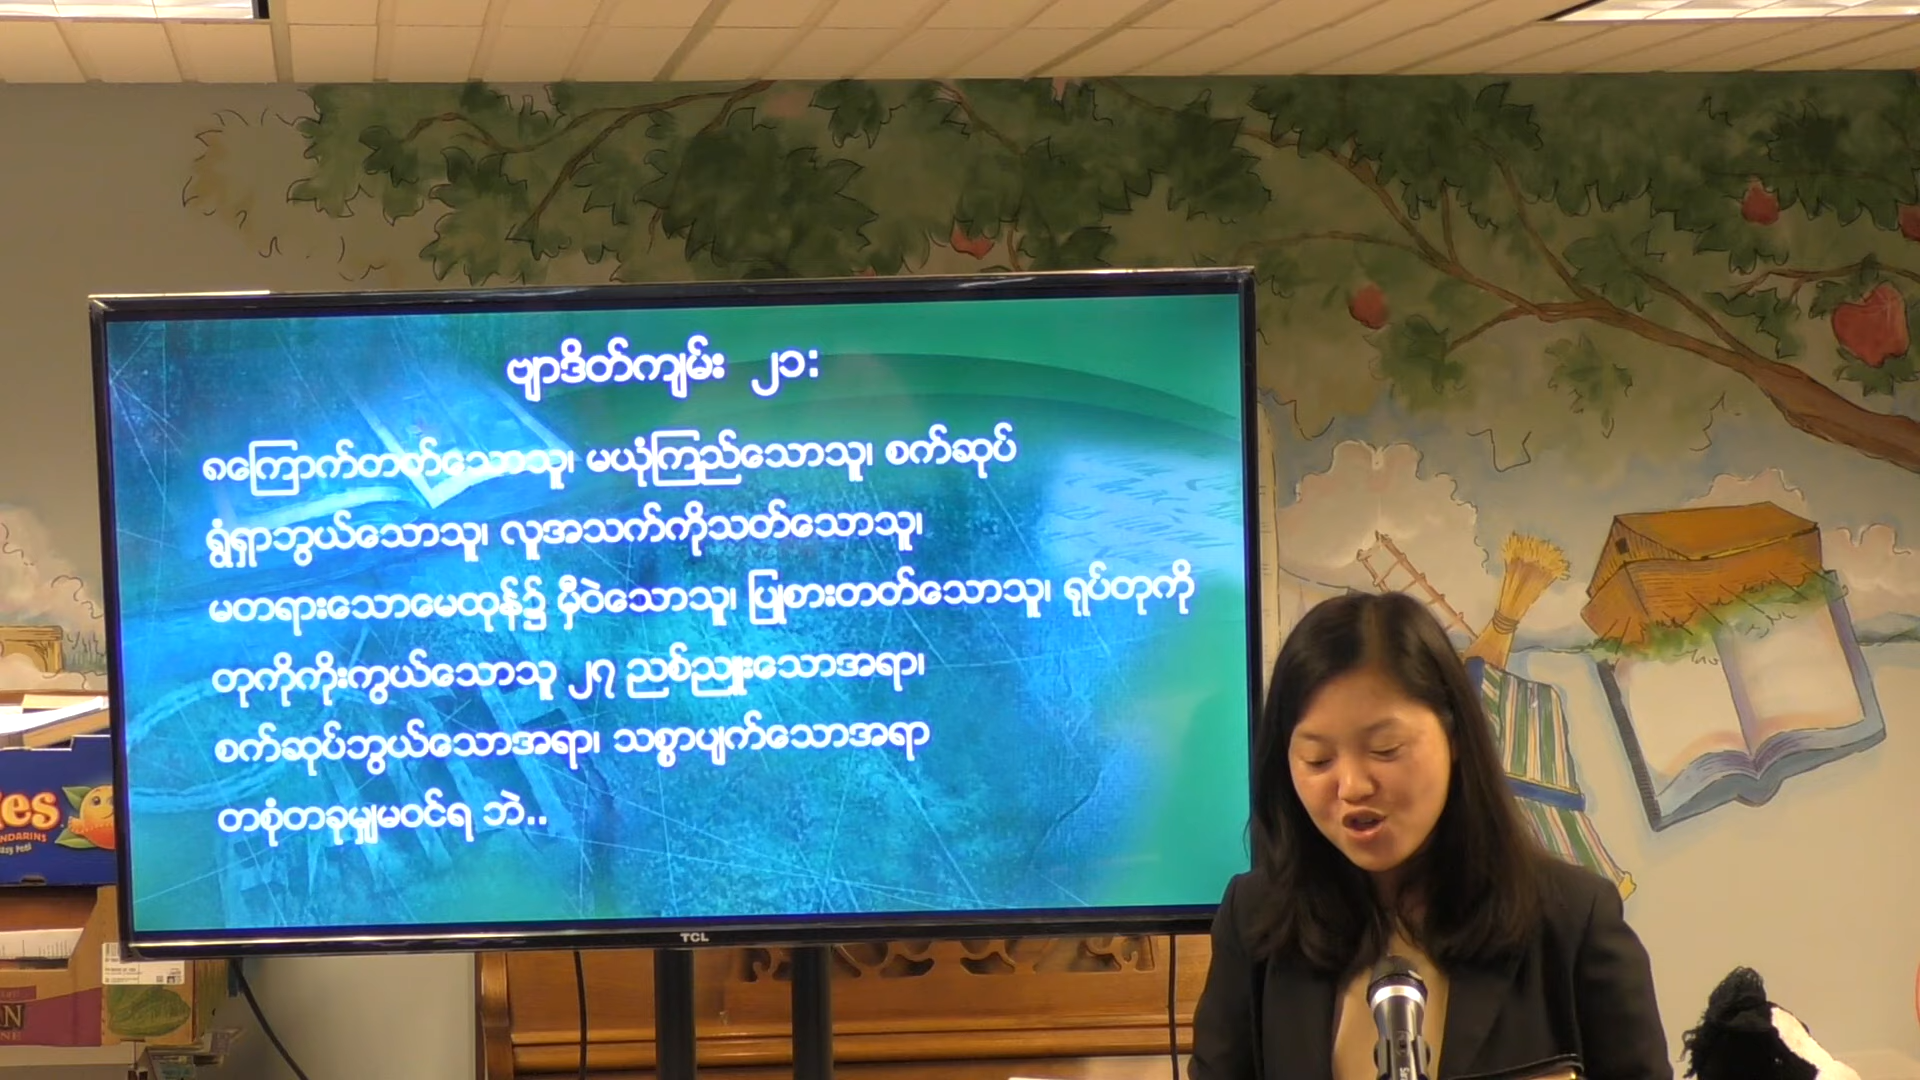 ဗျာဒိတ်ကျမ်း ၂၁:
၈ကြောက်တတ်သောသူ၊ မယုံကြည်သောသူ၊ စက်ဆုပ်
ရွံရှာဘွယ်သောသူ၊ လူအသက်ကိုသတ်သောသူ၊
မတရားသောမေထုန်၌ မှီဝဲသောသူ၊ ပြုစားတတ်သောသူ၊ ရုပ်တုကို
တုကိုကိုးကွယ်သောသူ ၂၇ ညစ်ညူးသောအရာ၊
စက်ဆုပ်ဘွယ်သောအရာ၊ သစ္စာပျက်သောအရာ
တစုံတခုမျှမဝင်ရ ဘဲ..
TCL